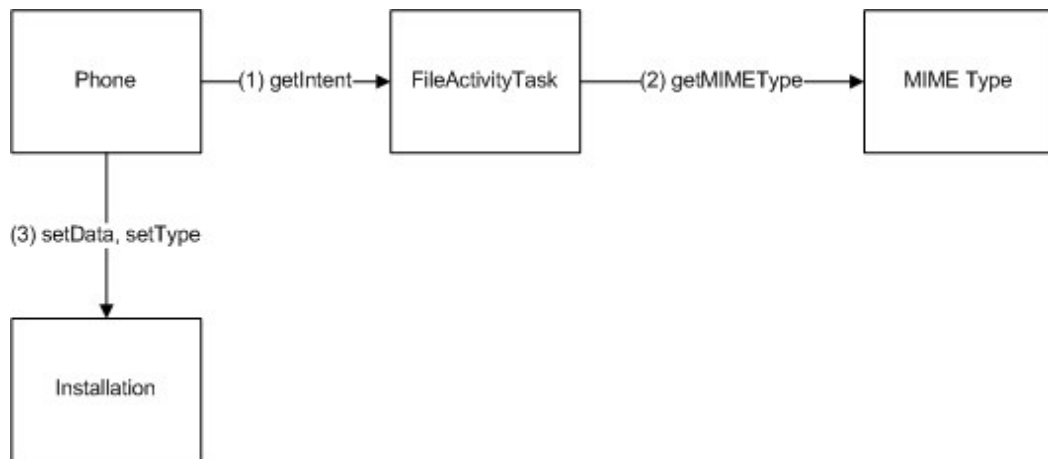 Phone
(1) getIntent
FileActivityTask
(2) getMIMEType
MIME Type
(3) setData, setType
Installation